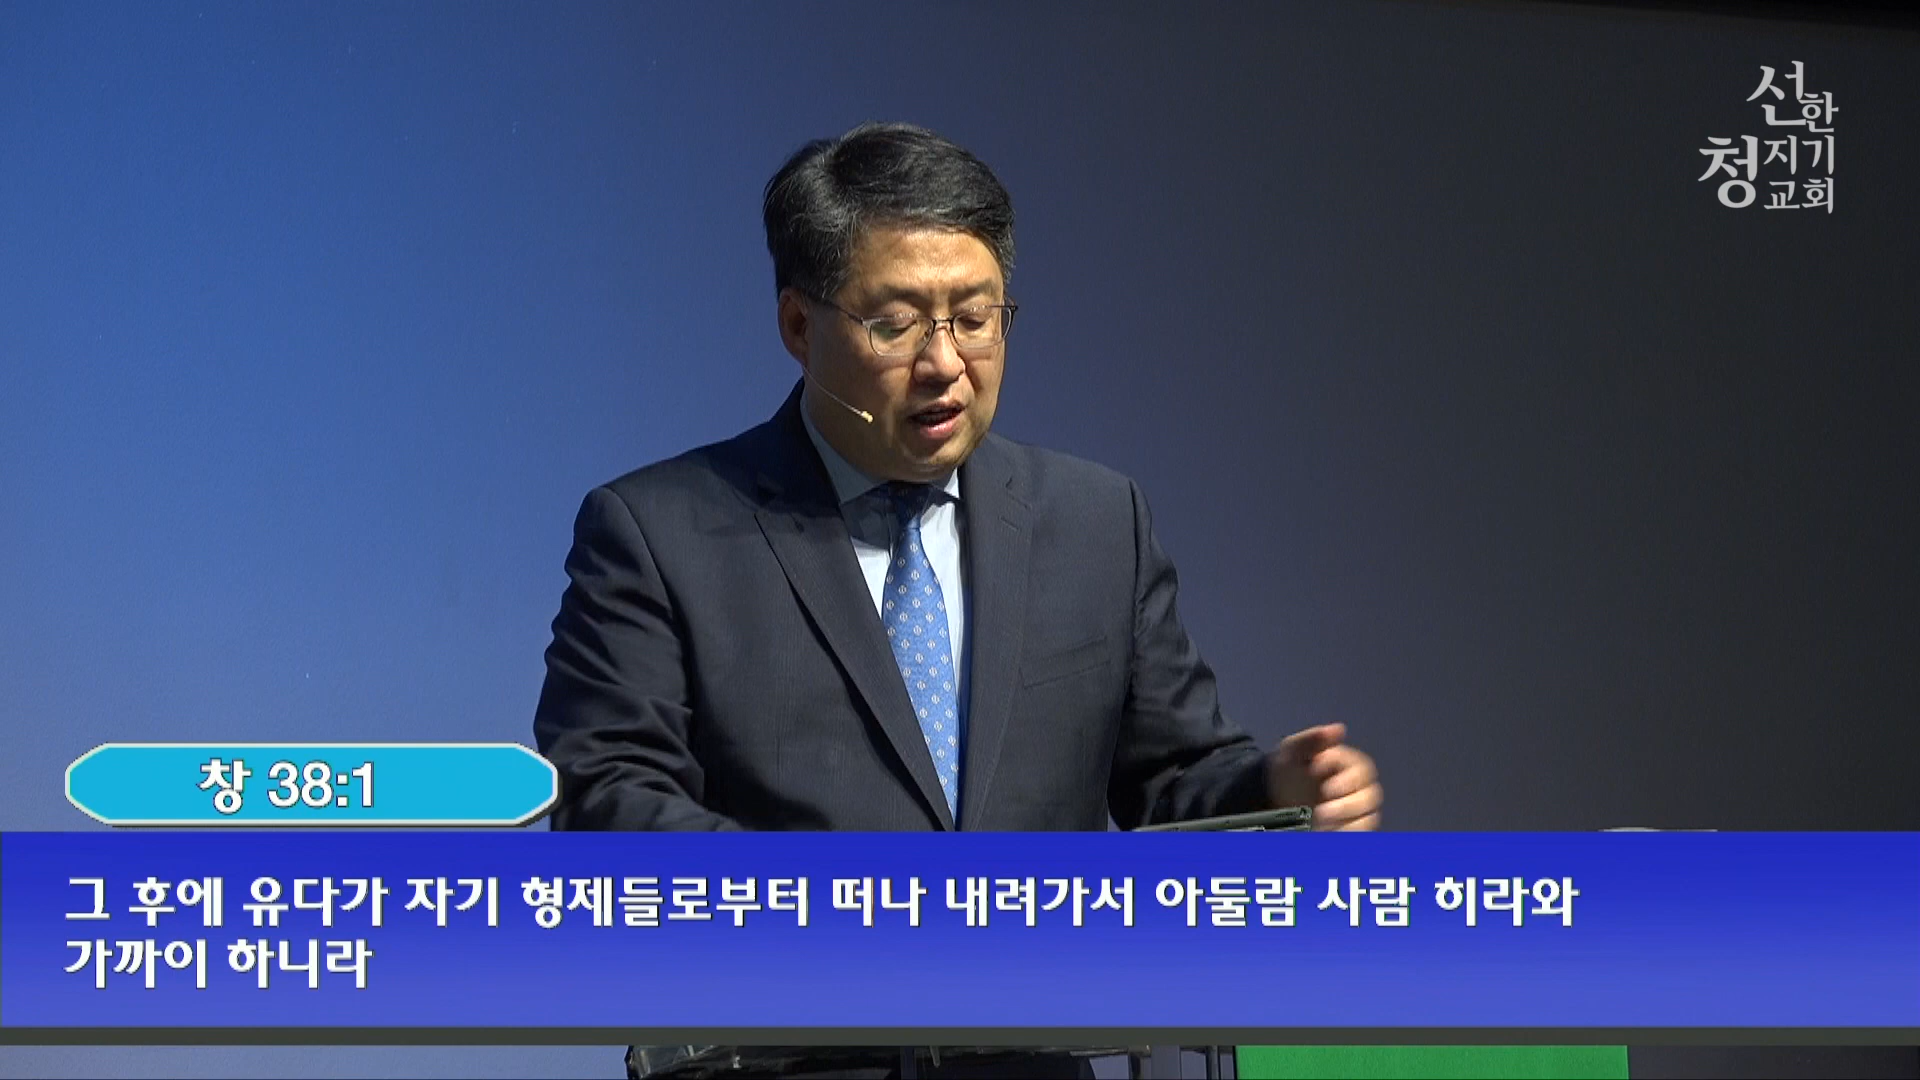 선한
청지기
교회
창 38:1
그 후에 유다가 자기 형제들로부터 떠나 내려가서 아둘람 사람 히라와
가까이 하니라